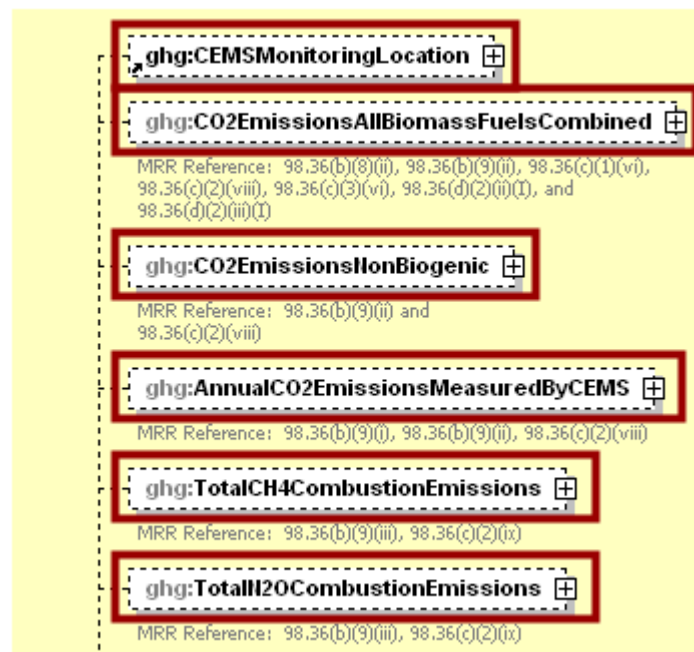 ghg:CEMSMonitoringLocation
ghg:CO2EmissionsAllBiomassFuelsCombined
MRR Reference: 98.36(b)(8)(ii), 98.36(b)(9)(ii), 98.36(c)(1)(vi),
98.36(c)(2)(viii), 98.36(c)(3)(vi), 98.36(d)(2)(ii)(I), and
98.36(d)(2)(iii)(I)
ghg:CO2EmissionsNonBiogenic
MRR Reference: 98.36(b)(9)(ii) and
98.36(c)(2)(viii)
ghg:AnnualCO2EmissionsMeasuredByCEMS
MRR Reference: 98.36(b)(9)(i), 98.36(b)(9)(ii), 98.36(c)(2)(viii)
ghg:TotalCH4CombustionEmissions
MRR Reference: 98.36(b)(9)(iii), 98.36(c)(2)(ix)
ghg:TotalN2OCombustionEmissions
MRR Reference: 98.36(b)(9)(iii), 98.36(c)(2)(ix)